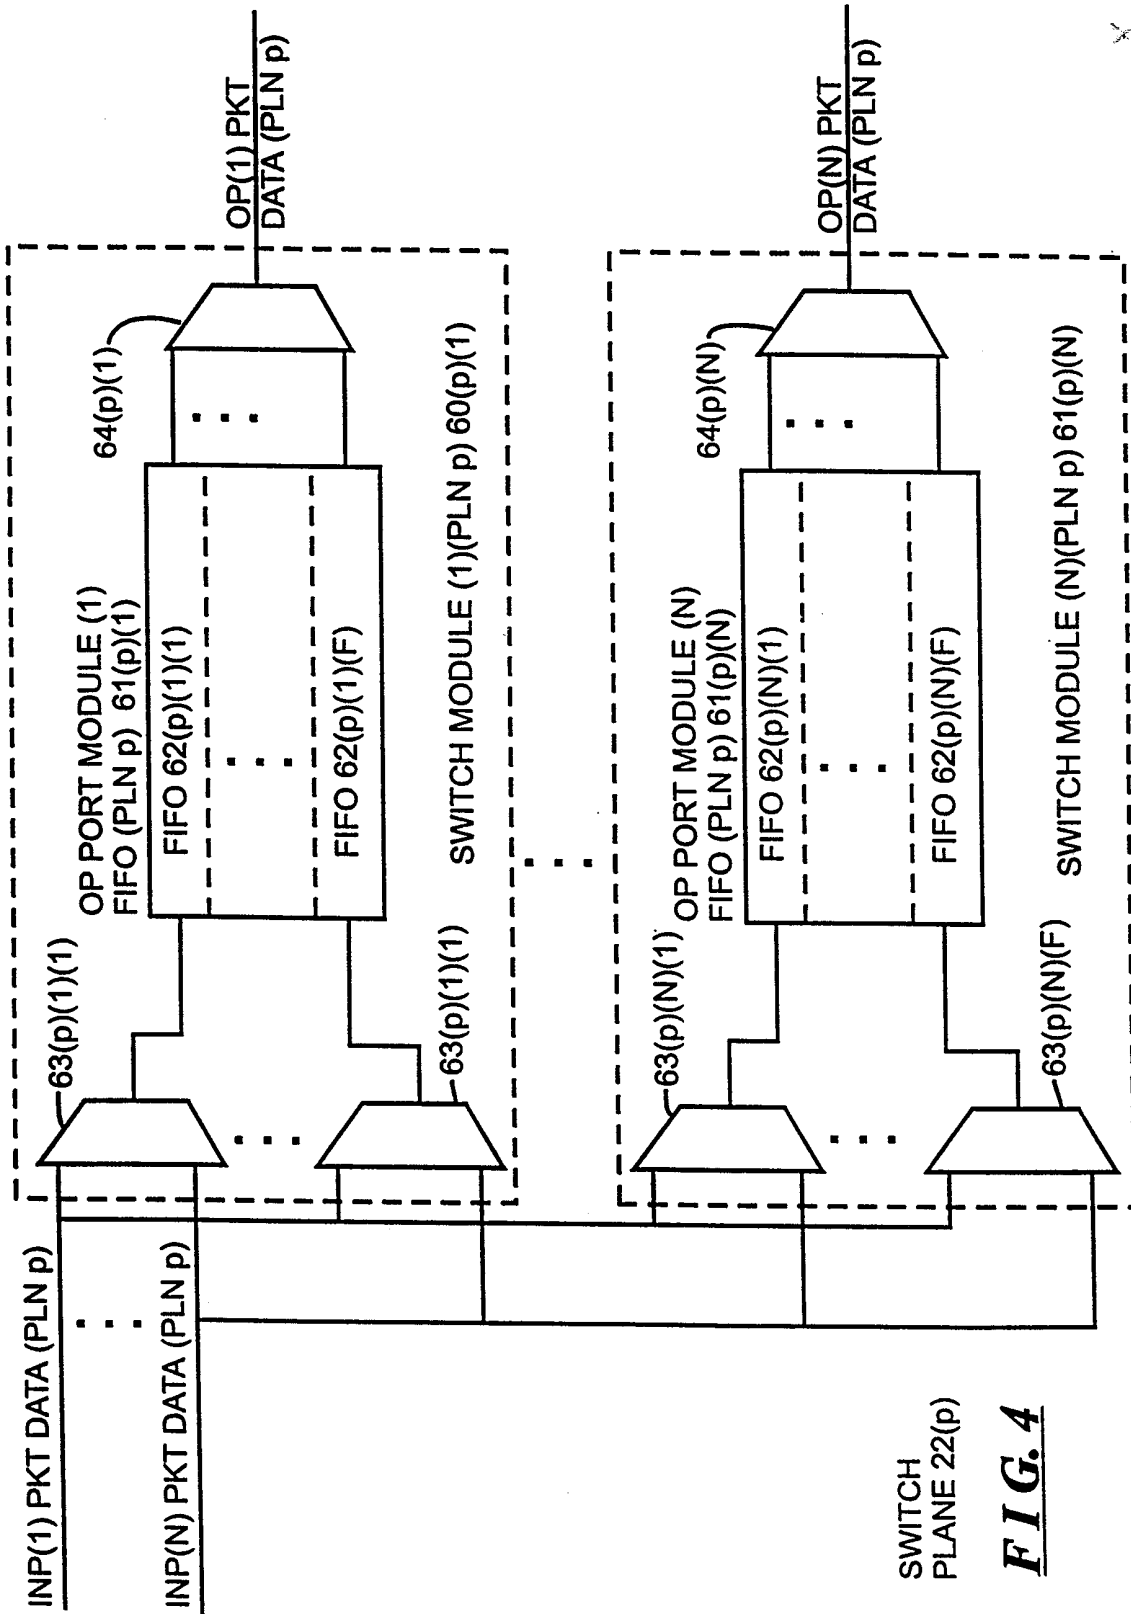 INP(1) PKT DATA (PLN p)
INP(N) PKT DATA (PLN p)
63(p)(1)(1)
63(p)(1)(1)
OP PORT MODULE (1)
FIFO (PLN p) 61(p)(1)
FIFO 62(p)(1)(1)
FIFO 62(p)(1)(F)
SWITCH MODULE (1)(PLN p) 60(p)(1)
64(p)(1)
OP(1) PKT
DATA (PLN p)
63(p)(N)(1)
63(p)(N)(F)
OP PORT MODULE (N)
FIFO (PLN p) 61(p)(N)
FIFO 62(p)(N)(1)
FIFO 62(p)(N)(F)
SWITCH MODULE (N)(PLN p) 61(p)(N)
64(p)(N)
OP(N) PKT
DATA (PLN p)
SWITCH
PLANE 22(p)
FIG. 4